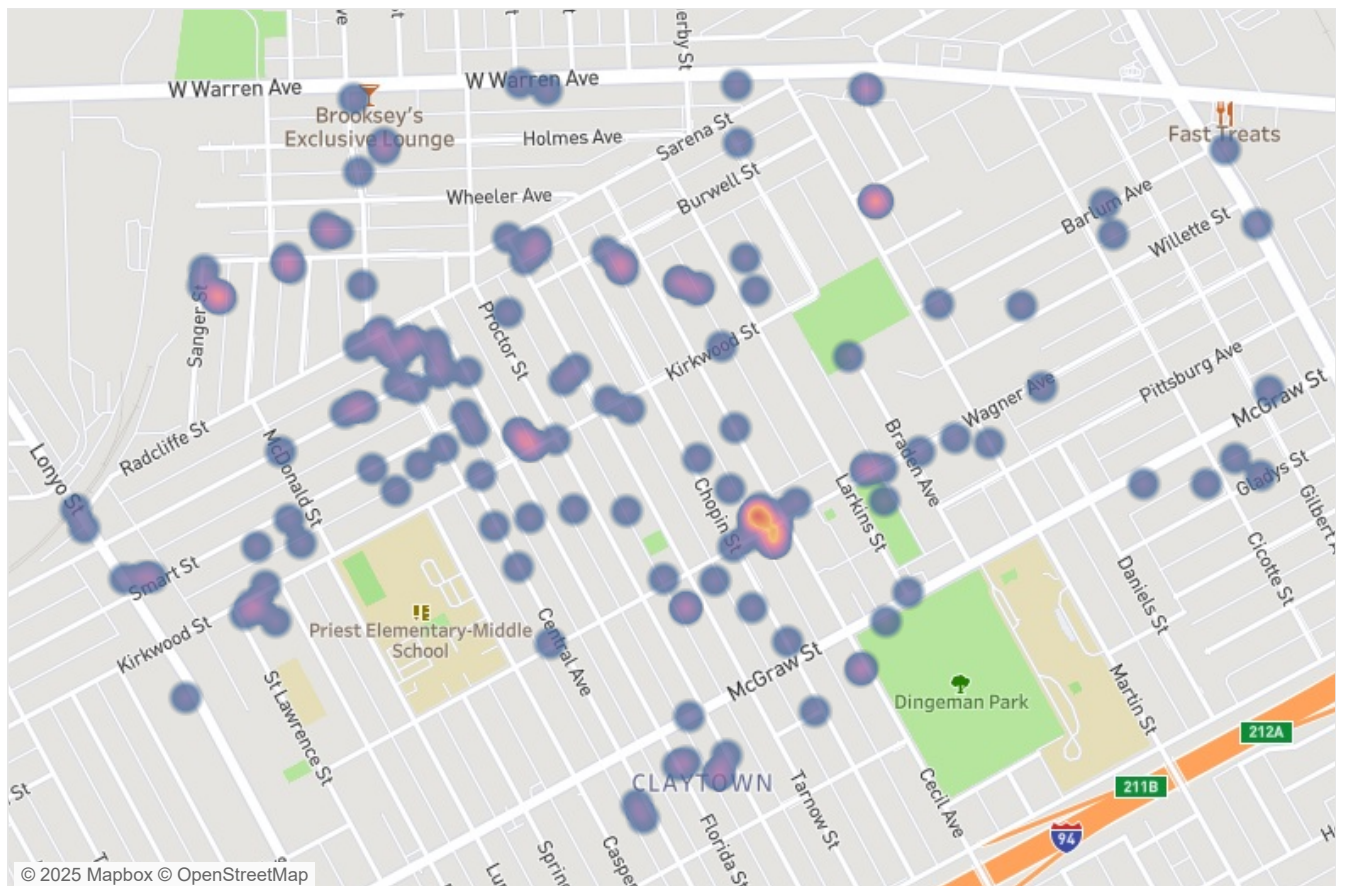 erby St
W Warren Ave
W Warren Ave
Brooksey's
Exclusive Lounge
Holmes Ave
Sarena St
Fast Treats
Wheeler Ave
Burwell St
Barlum Ave
Willette St
Sanger St
Proctor St
Kirkwood St
Pittsburg Ave
Wagner Ave
McGraw St
Radcliffe St
McDonald St
Braden Ave
Lonyo St
Chopin St
Larkins St
Gladys St
Gilbert A
Smart St
Cicotte St
Daniels St
Kirkwood St
Priest Elementary-Middle
School
Central Ave
McGraw St
Dingeman Park
Martin St
St Lawrence St
212A
CLAYTOWN
211B
St
Tarnow St
Cecil Ave
Florida St
94
Casper
Spring
© 2025 Mapbox © OpenStreetMap